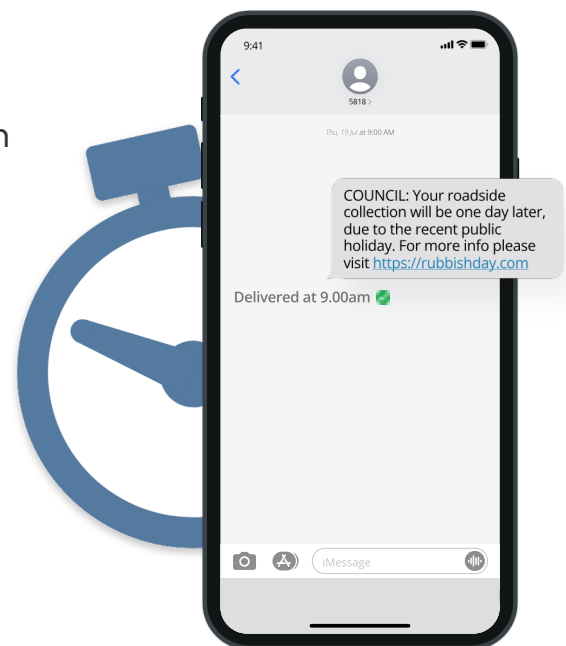 n
9:41
5818
Thu, 19 jul at 9:00 AM
COUNCIL: Your roadside
collection will be one day later,
due to the recent public
holiday. For more info please
visit https://rubbishday.com
Delivered at 9.00am
iMessage